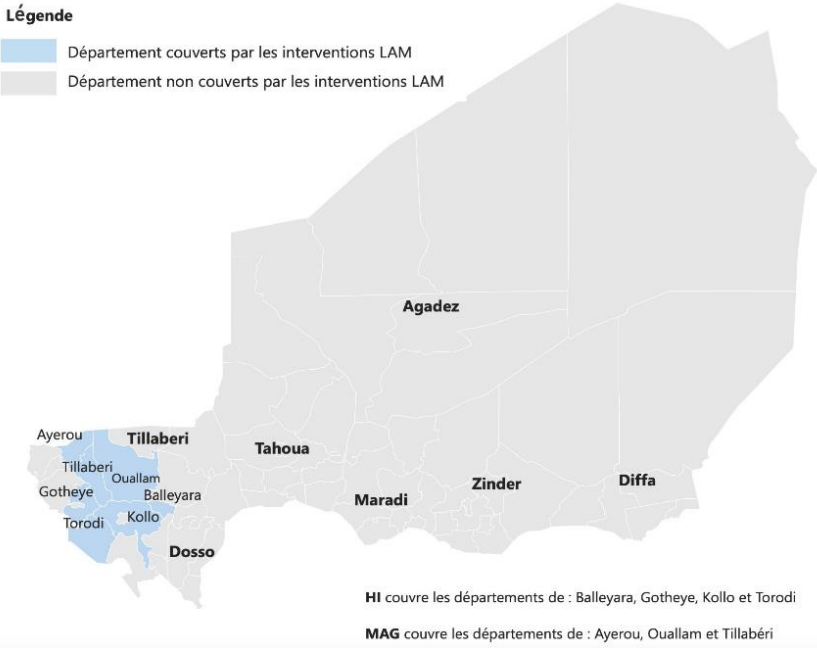 Légende
Département couverts par les interventions LAM
Département non couverts par les interventions LAM
Agadez
Ayerou
Tillaberi
Tahoua
Tillaberi
Ouallam
Gotheye
Balleyara
Maradi
Zinder
Diffa
Torodi
Kollo
Dosso
HI couvre les départements de : Balleyara, Gotheye, Kollo et Torodi
MAG couvre les départements de : Ayerou, Ouallam et Tillabéri